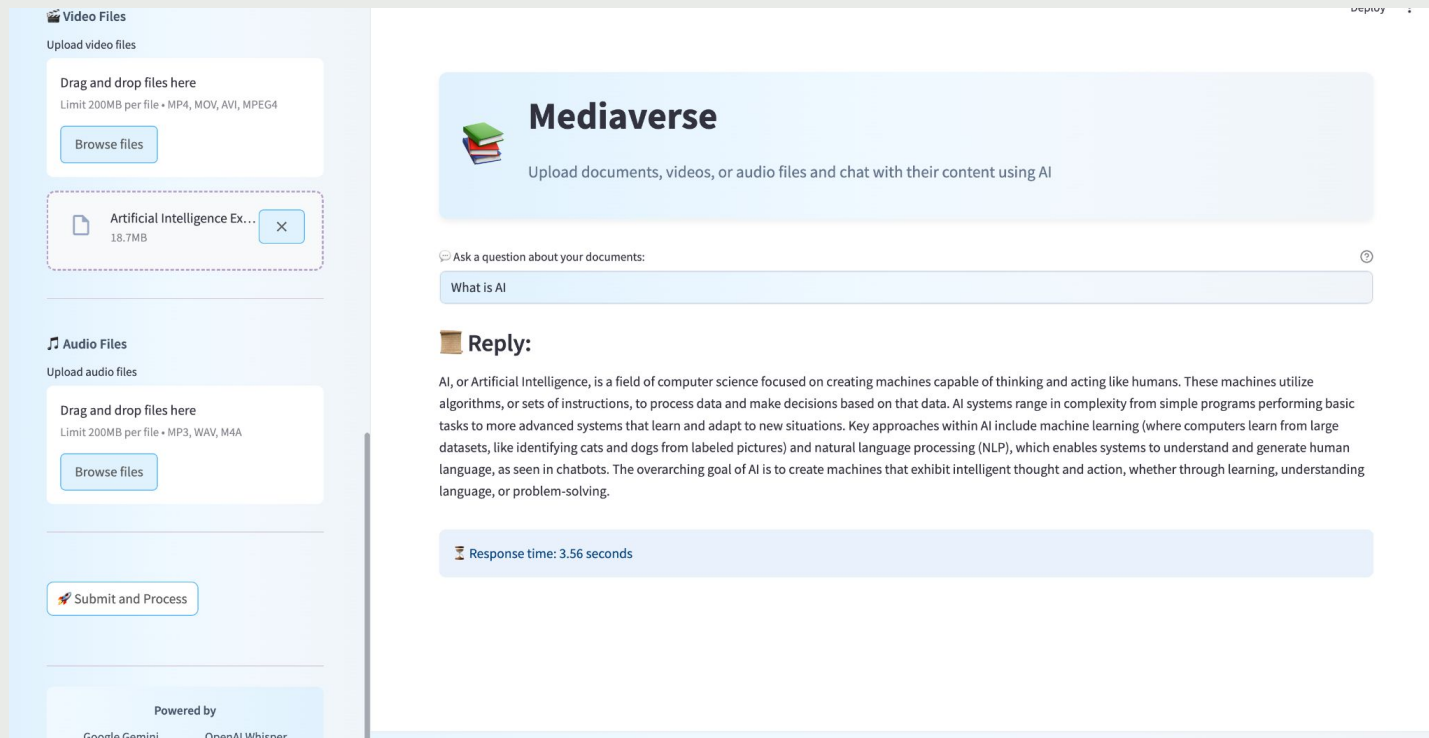 Video Files
Upload video files
Drag and drop files here
Limit 200MB per file • MP4, MOV, AVI, MPEG4
Browse files
Artificial Intelligence Ex...
18.7MB
Audio Files
Upload audio files
Drag and drop files here
Limit 200MB per file • MP3, WAV, M4A
Browse files
Submit and Process
Powered by
Google Gemini OpenAI Whisper
Deploy
Mediaverse
Upload documents, videos, or audio files and chat with their content using AI
Ask a question about your documents:
What is AI
Reply:
AI, or Artificial Intelligence, is a field of computer science focused on creating machines capable of thinking and acting like humans. These machines utilize
algorithms, or sets of instructions, to process data and make decisions based on that data. AI systems range in complexity from simple programs performing basic
tasks to more advanced systems that learn and adapt to new situations. Key approaches within AI include machine learning (where computers learn from large
datasets, like identifying cats and dogs from labeled pictures) and natural language processing (NLP), which enables systems to understand and generate human
language, as seen in chatbots. The overarching goal of AI is to create machines that exhibit intelligent thought and action, whether through learning, understanding
language, or problem-solving.
Response time: 3.56 seconds